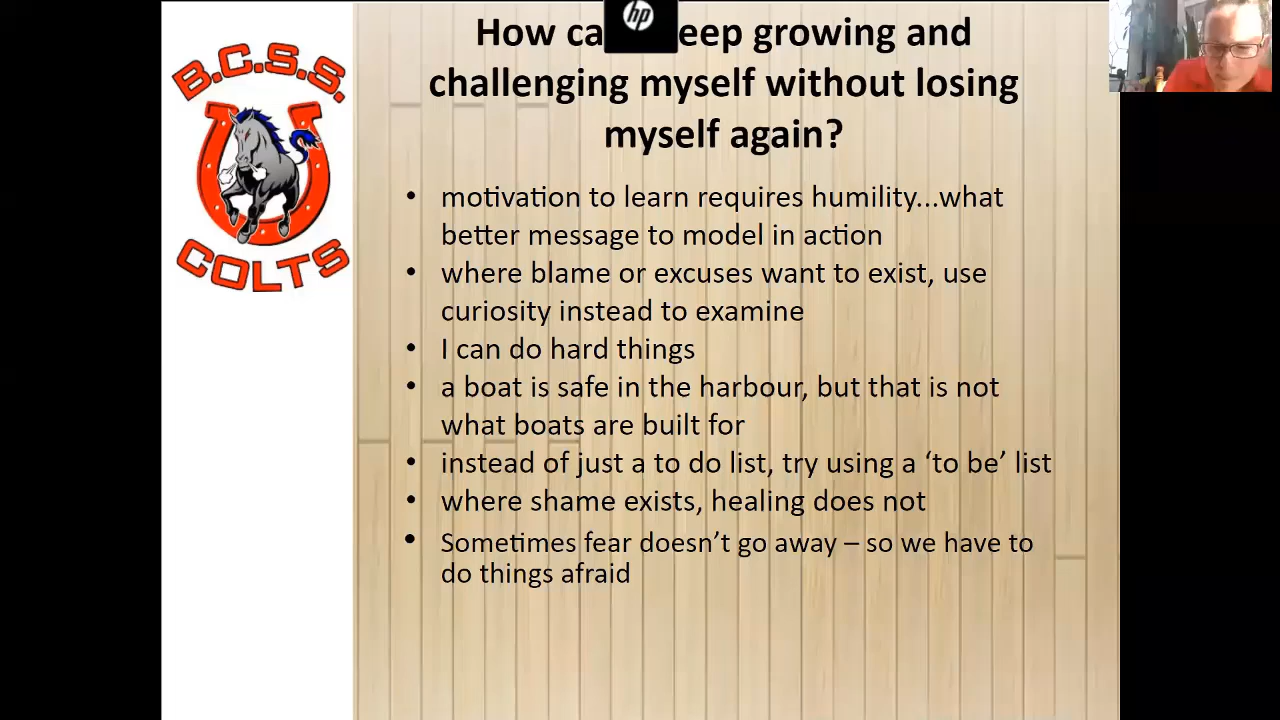 B.C.S.S.
COLTS
hp
How ca eep growing and
challenging myself without losing
myself again?
• motivation to learn requires humility...what
better message to model in action
• where blame or excuses want to exist, use
curiosity instead to examine
• I can do hard things
• a boat is safe in the harbour, but that is not
what boats are built for
• instead of just a to do list, try using a ‘to be’ list
• where shame exists, healing does not
• Sometimes fear doesn’t go away – so we have to
do things afraid